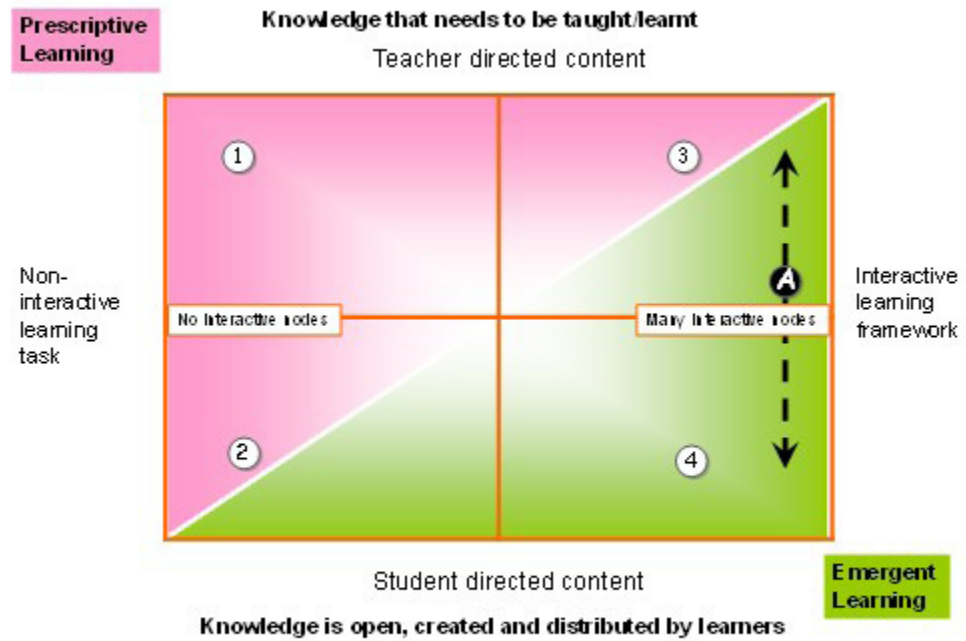 Prescriptive
Learning
Knowledge that needs to be taught/learnt
Teacher directed content
1
3
A
Non-
interactive
learning
task
No Interactive nodes
Many Interactive nodes
Interactive
learning
framework
2
4
Student directed content
Emergent
Learning
Knowledge is open, created and distributed by learners